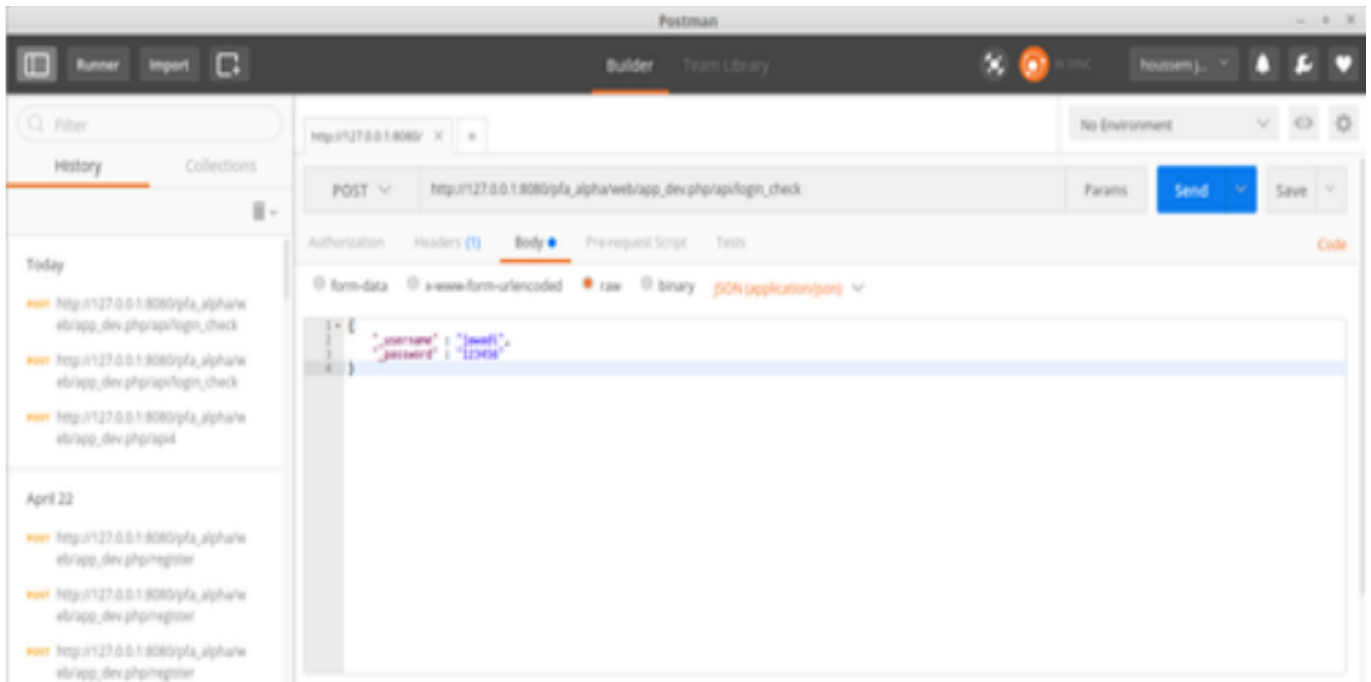 Postman
Runner Import Builder Team Library IN SYNC houssem j...
Filter
History Collections
http://127.0.0.1:8080/
No Environment
POST http://127.0.0.1:8080/pfa_alpha/web/app_dev.php/api/login_check Params Send Save
Authorization Headers (1) Body Pre-request Script Tests Code
form-data x-www-form-urlencoded raw binary JSON (application/json)
1 {
2 "_username" : "jawadi",
3 "_password" : "123456"
4 }
Today
POST http://127.0.0.1:8080/pfa_alpha/w
eb/app_dev.php/api/login_check
POST http://127.0.0.1:8080/pfa_alpha/w
eb/app_dev.php/api/login_check
POST http://127.0.0.1:8080/pfa_alpha/w
eb/app_dev.php/api4
April 22
POST http://127.0.0.1:8080/pfa_alpha/w
eb/app_dev.php/register
POST http://127.0.0.1:8080/pfa_alpha/w
eb/app_dev.php/register
POST http://127.0.0.1:8080/pfa_alpha/w
eb/app_dev.php/register